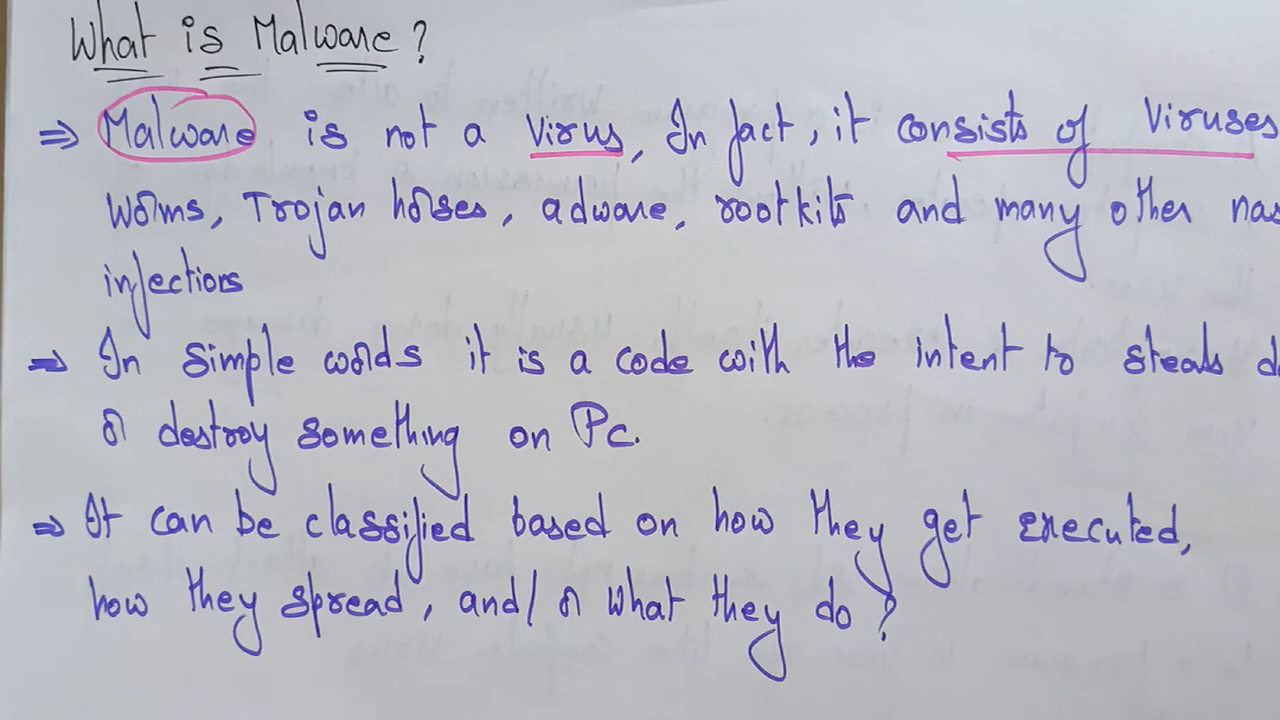 What is Malware?
⇒ Malware is not a virus, In fact, it consists of viruses
worms, Trojan horses, adware, rootkits and many other
infections
⇒ In simple words it is a code with the intent to steals
or destroy something on Pc.
⇒ It can be classified based on how they get executed,
how they spread, and/or what they do?